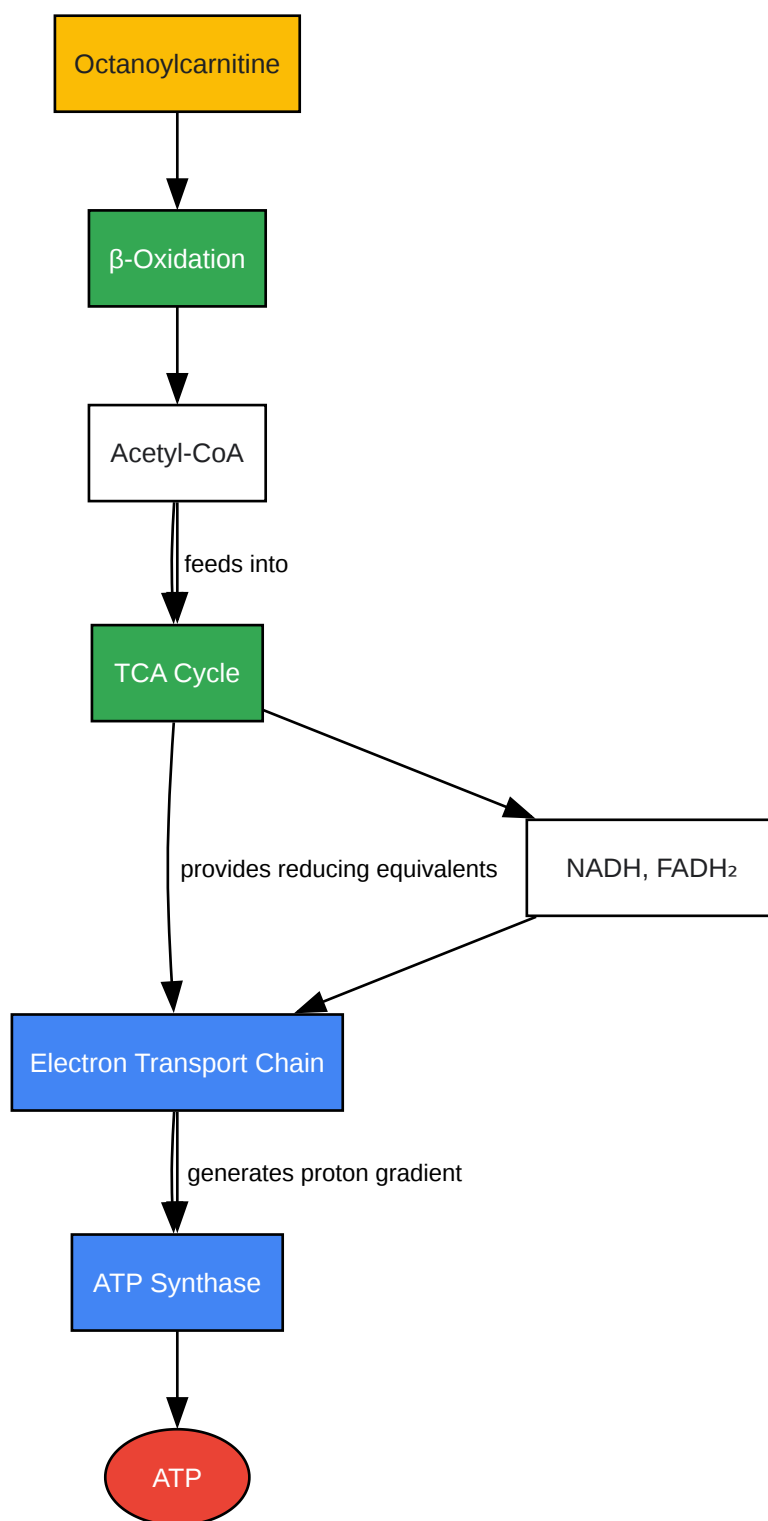 Octanoylcarnitine
β-Oxidation
Acetyl-CoA
feeds into
TCA Cycle
provides reducing equivalents
NADH, FADH₂
Electron Transport Chain
generates proton gradient
ATP Synthase
ATP